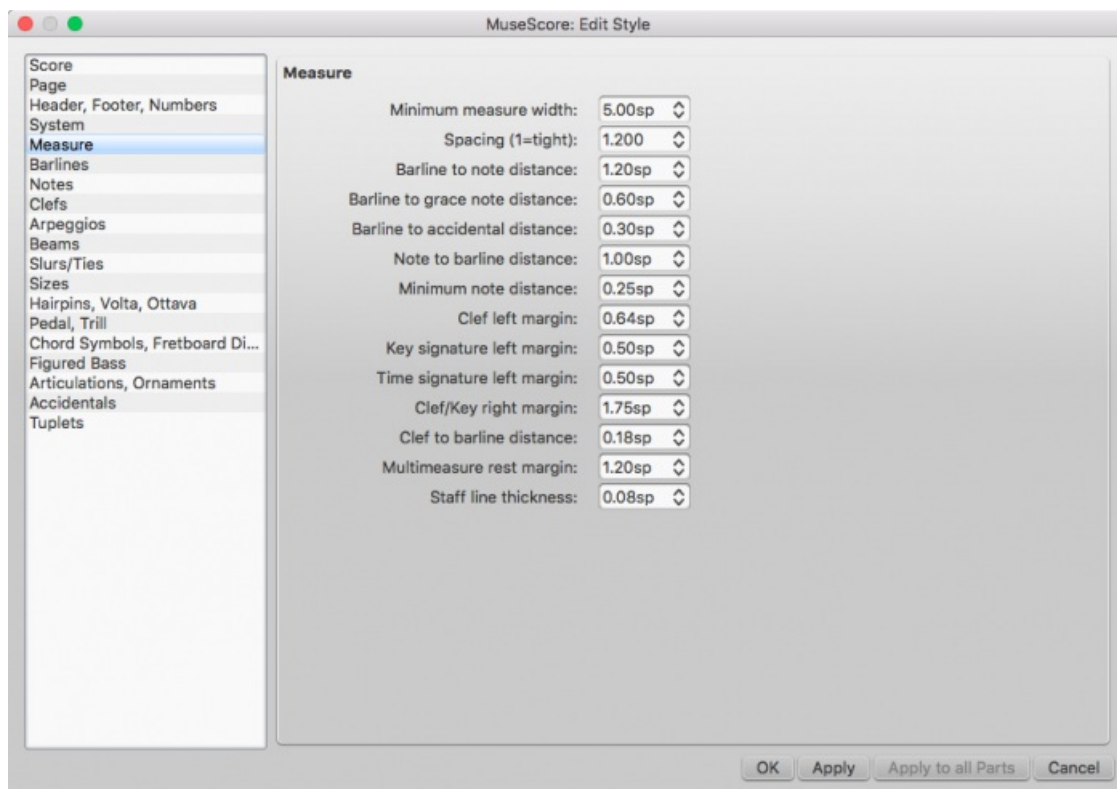 MuseScore: Edit Style
Score
Page
Header, Footer, Numbers
System
Measure
Barlines
Notes
Clefs
Arpeggios
Beams
Slurs/Ties
Sizes
Hairpins, Volta, Ottava
Pedal, Trill
Chord Symbols, Fretboard Di...
Figured Bass
Articulations, Ornaments
Accidentals
Tuplets
Measure
Minimum measure width: 5.00sp
Spacing (1=tight): 1.200
Barline to note distance: 1.20sp
Barline to grace note distance: 0.60sp
Barline to accidental distance: 0.30sp
Note to barline distance: 1.00sp
Minimum note distance: 0.25sp
Clef left margin: 0.64sp
Key signature left margin: 0.50sp
Time signature left margin: 0.50sp
Clef/Key right margin: 1.75sp
Clef to barline distance: 0.18sp
Multimeasure rest margin: 1.20sp
Staff line thickness: 0.08sp
OK Apply Apply to all Parts Cancel